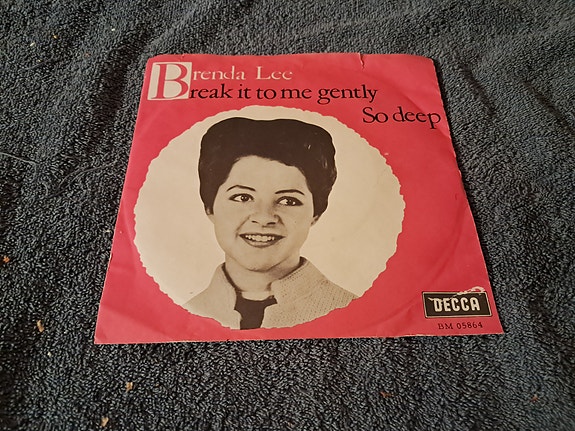 Brenda Lee
Break it to me gently
So deep
DECCA
BM 05864